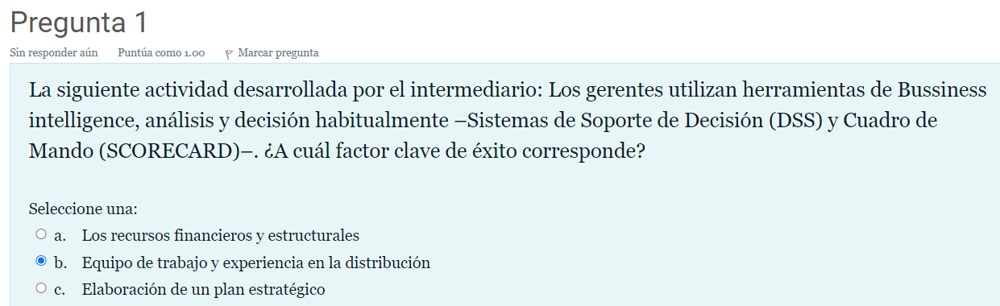 Pregunta 1
Sin responder aún Puntúa como 1.00 Marcar pregunta
La siguiente actividad desarrollada por el intermediario: Los gerentes utilizan herramientas de Bussiness
intelligence, análisis y decisión habitualmente –Sistemas de Soporte de Decisión (DSS) y Cuadro de
Mando (SCORECARD)–. ¿A cuál factor clave de éxito corresponde?
Seleccione una:
a. Los recursos financieros y estructurales
b. Equipo de trabajo y experiencia en la distribución
c. Elaboración de un plan estratégico